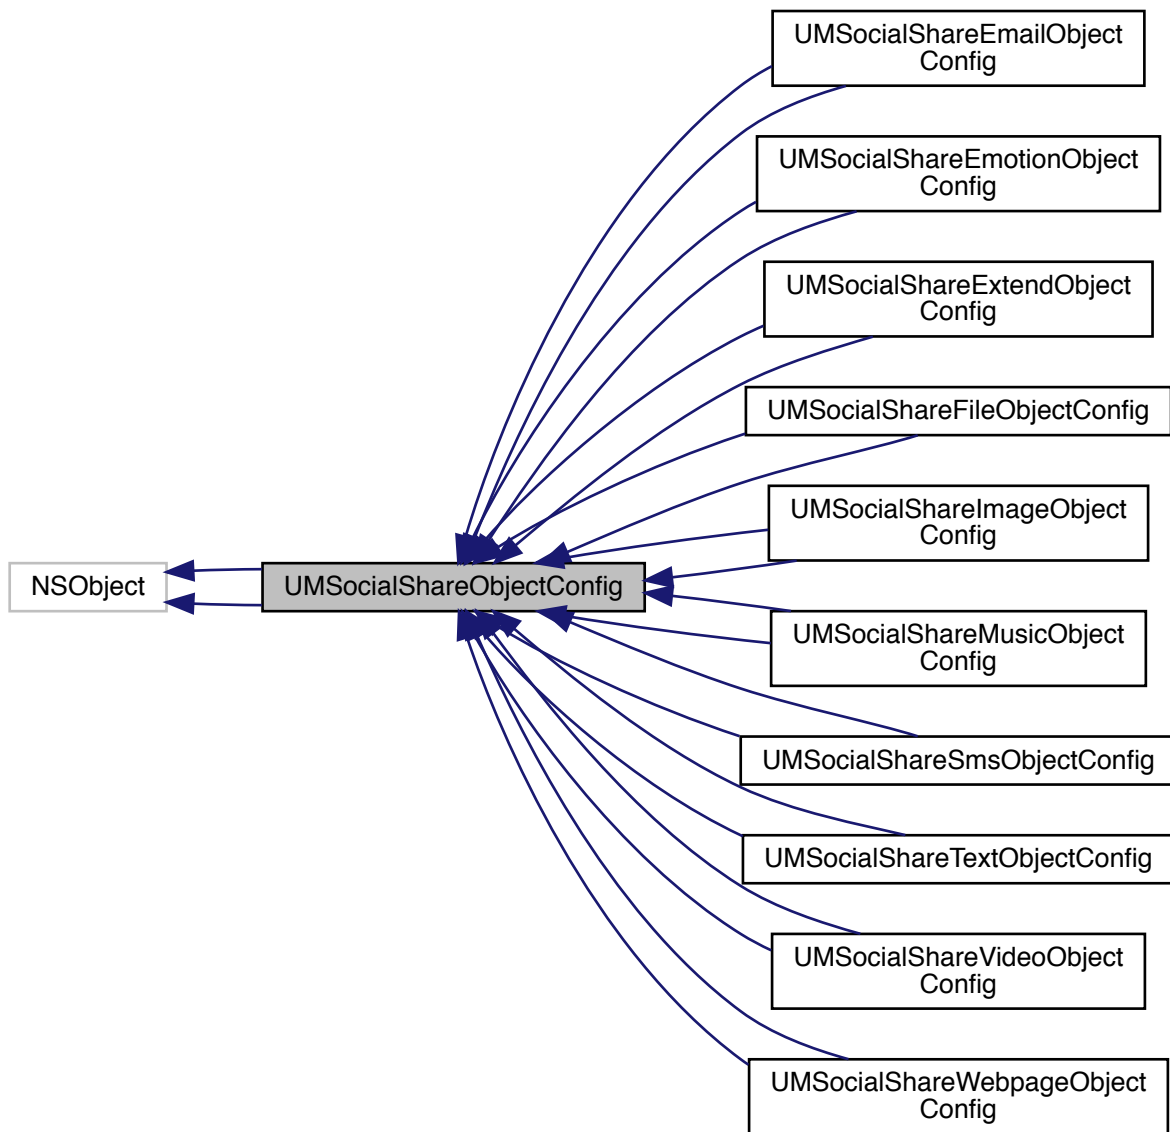 UMSocialShareEmailObject
Config
UMSocialShareEmotionObject
Config
UMSocialShareExtendObject
Config
UMSocialShareFileObjectConfig
UMSocialShareImageObject
Config
NSObject
UMSocialShareObjectConfig
UMSocialShareMusicObject
Config
UMSocialShareSmsObjectConfig
UMSocialShareTextObjectConfig
UMSocialShareVideoObject
Config
UMSocialShareWebpageObject
Config